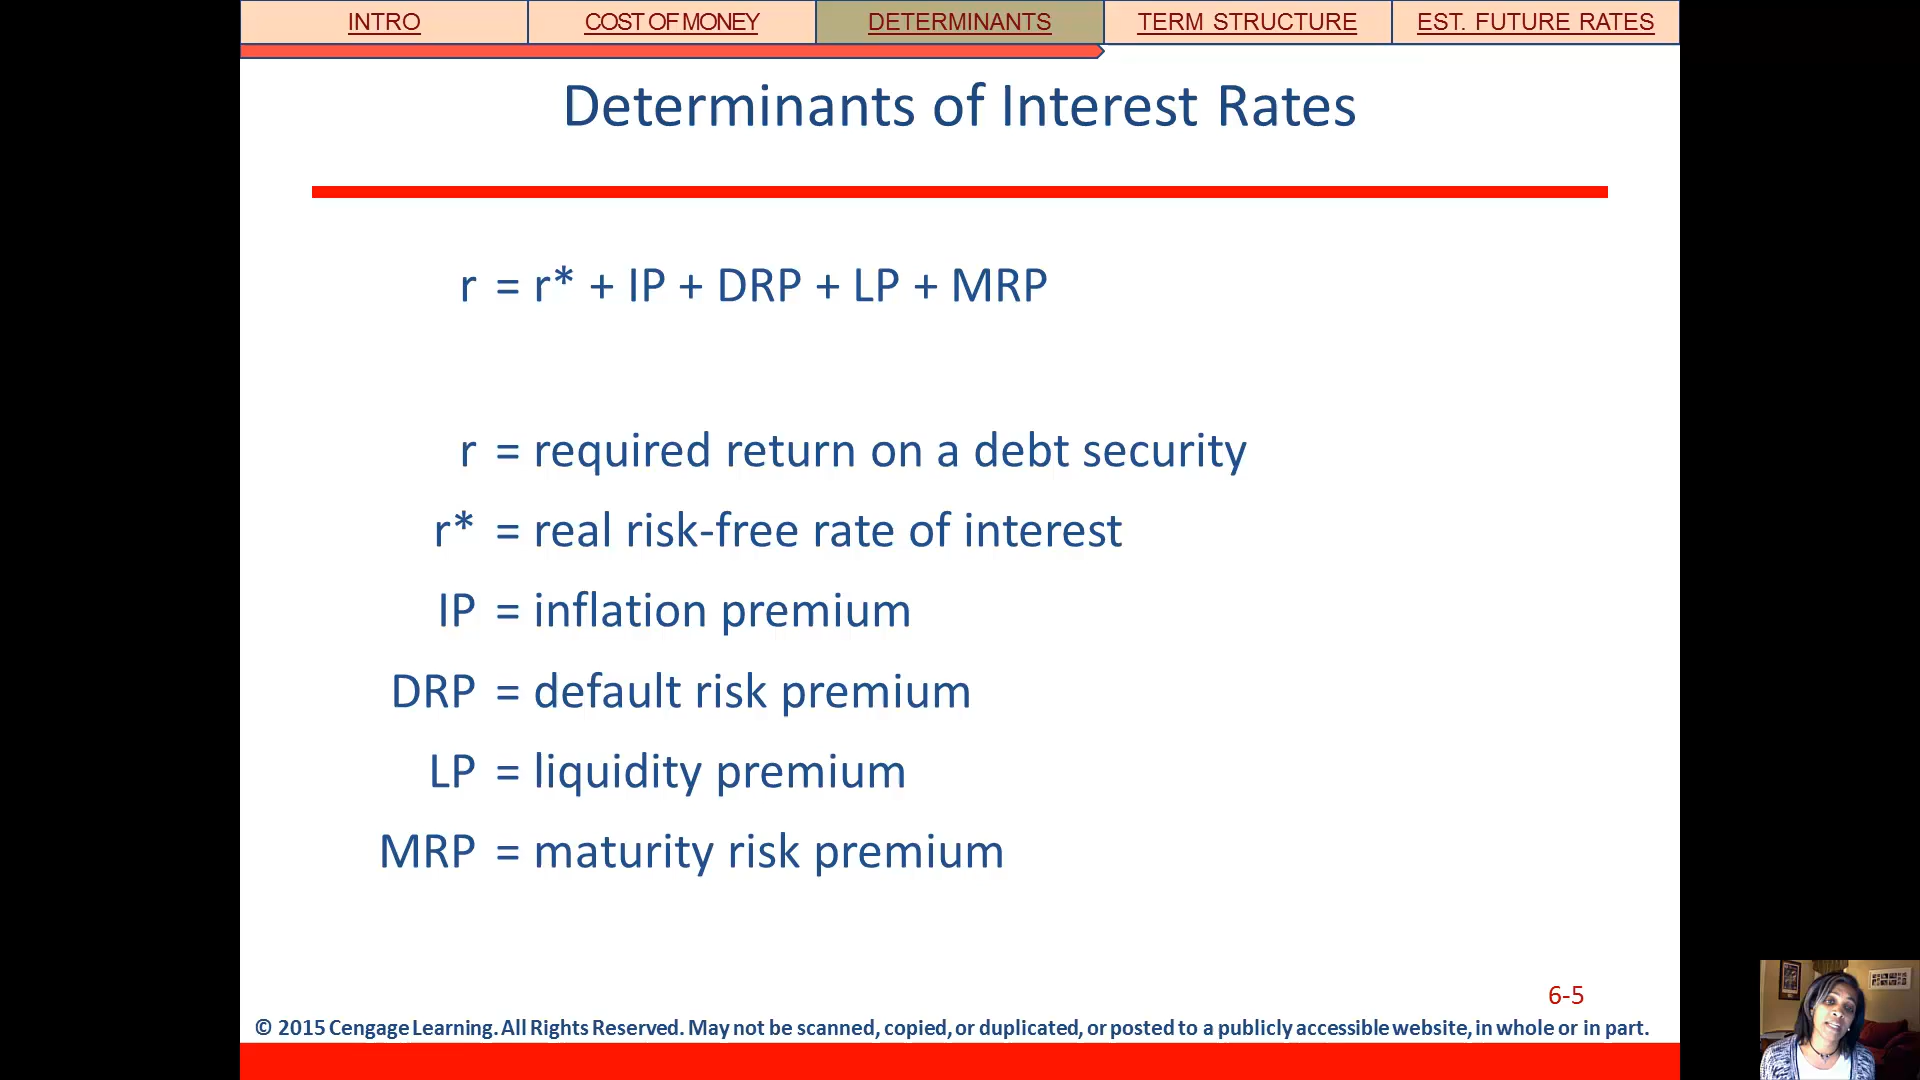 INTRO
COST OF MONEY
DETERMINANTS
TERM STRUCTURE
EST. FUTURE RATES
Determinants of Interest Rates
r = r* + IP + DRP + LP + MRP
r = required return on a debt security
r* = real risk-free rate of interest
IP = inflation premium
DRP = default risk premium
LP = liquidity premium
MRP = maturity risk premium
6-5
© 2015 Cengage Learning. All Rights Reserved. May not be scanned, copied, or duplicated, or posted to a publicly accessible website, in whole or in part.